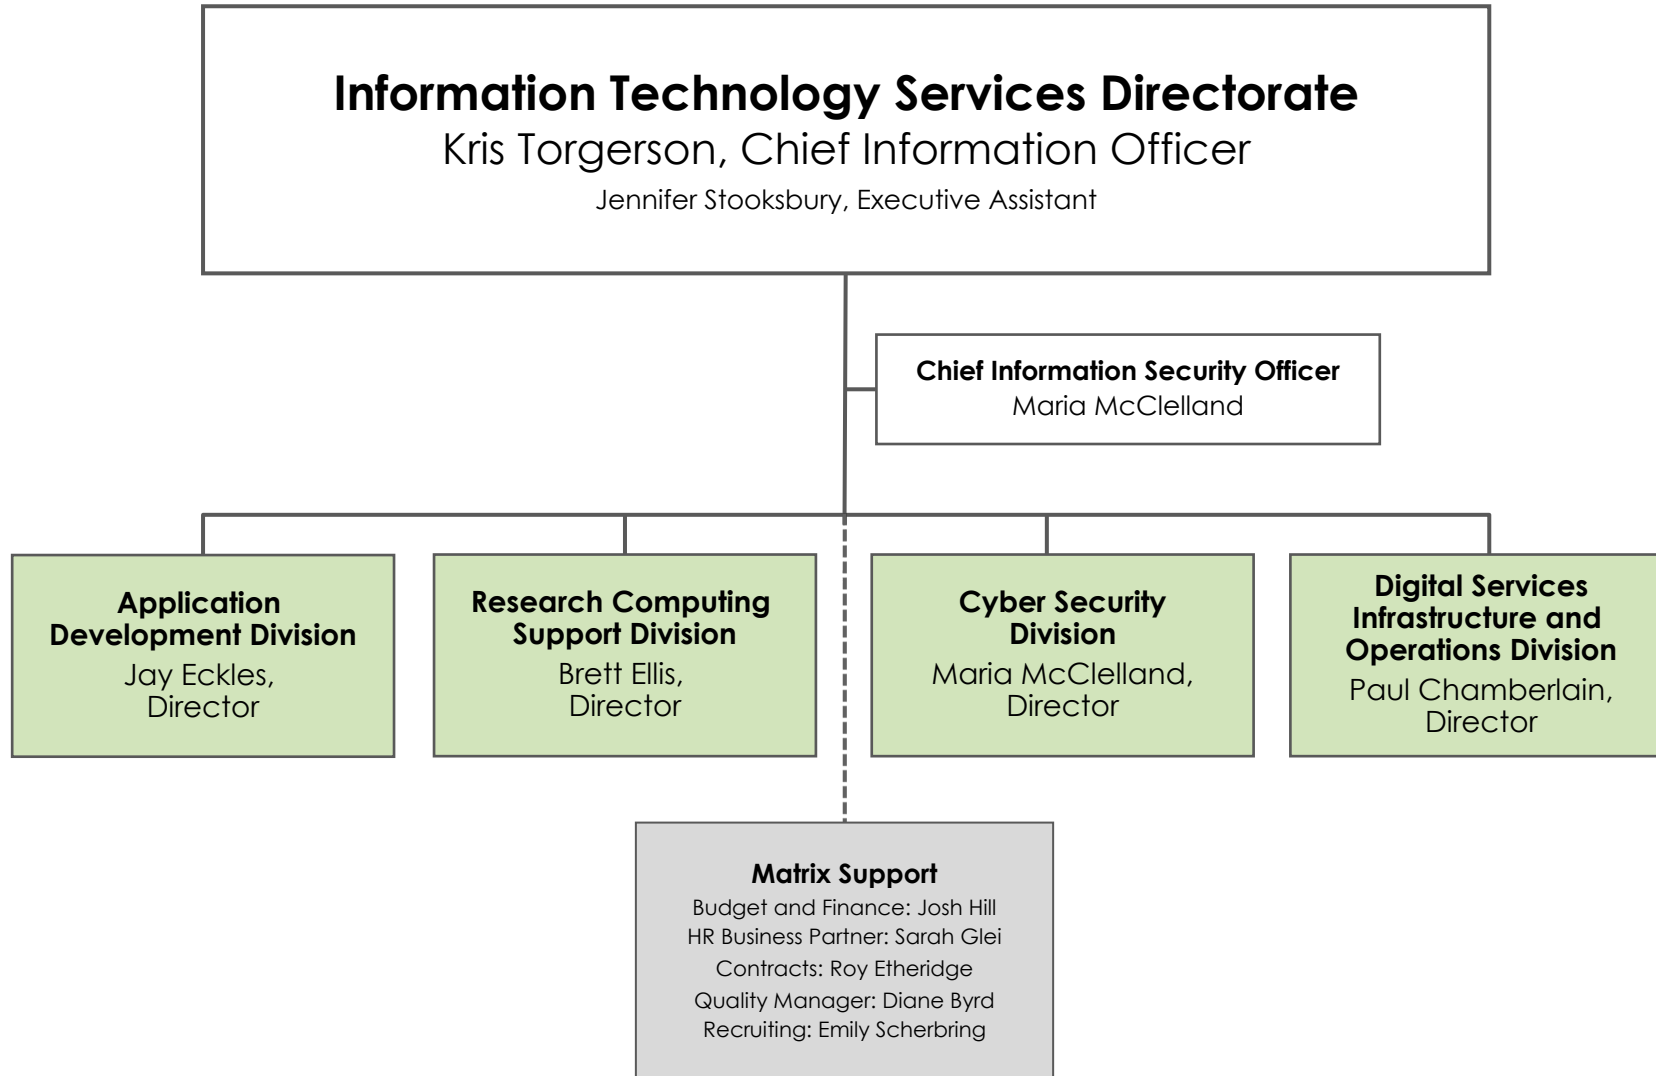 Information Technology Services Directorate
Kris Torgerson, Chief Information Officer
Jennifer Stooksbury, Executive Assistant
Chief Information Security Officer
Maria McClelland
Application
Development Division
Jay Eckles,
Director
Research Computing
Support Division
Brett Ellis,
Director
Cyber Security
Division
Maria McClelland,
Director
Digital Services
Infrastructure and
Operations Division
Paul Chamberlain,
Director
Matrix Support
Budget and Finance: Josh Hill
HR Business Partner: Sarah Glei
Contracts: Roy Etheridge
Quality Manager: Diane Byrd
Recruiting: Emily Scherbring